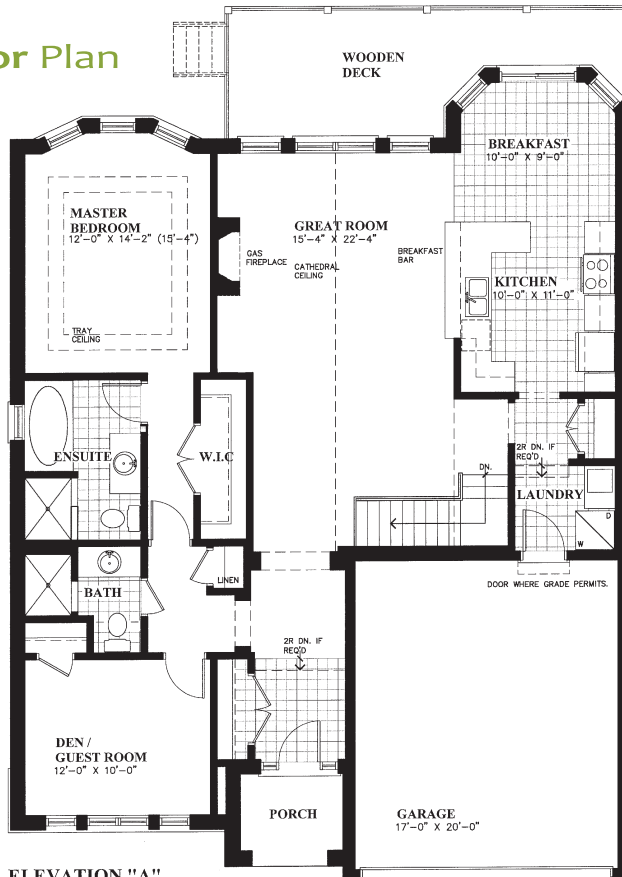 or Plan
WOODEN
DECK
BREAKFAST
10'-0" X 9'-0"
MASTER
BEDROOM
12'-0" X 14'-2" (15'-4")
GREAT ROOM
15'-4" X 22'-4"
GAS
FIREPLACE
CATHEDRAL
CEILING
BREAKFAST
BAR
KITCHEN
10'-0" X 11'-0"
TRAY
CEILING
ENSUITE
W.I.C
2R DN. IF
REQ'D
DN.
LAUNDRY
D
W
LINEN
BATH
DOOR WHERE GRADE PERMITS.
2R DN. IF
REQ'D
DEN /
GUEST ROOM
12'-0" X 10'-0"
PORCH
GARAGE
17'-0" X 20'-0"
ELEVATION "A"